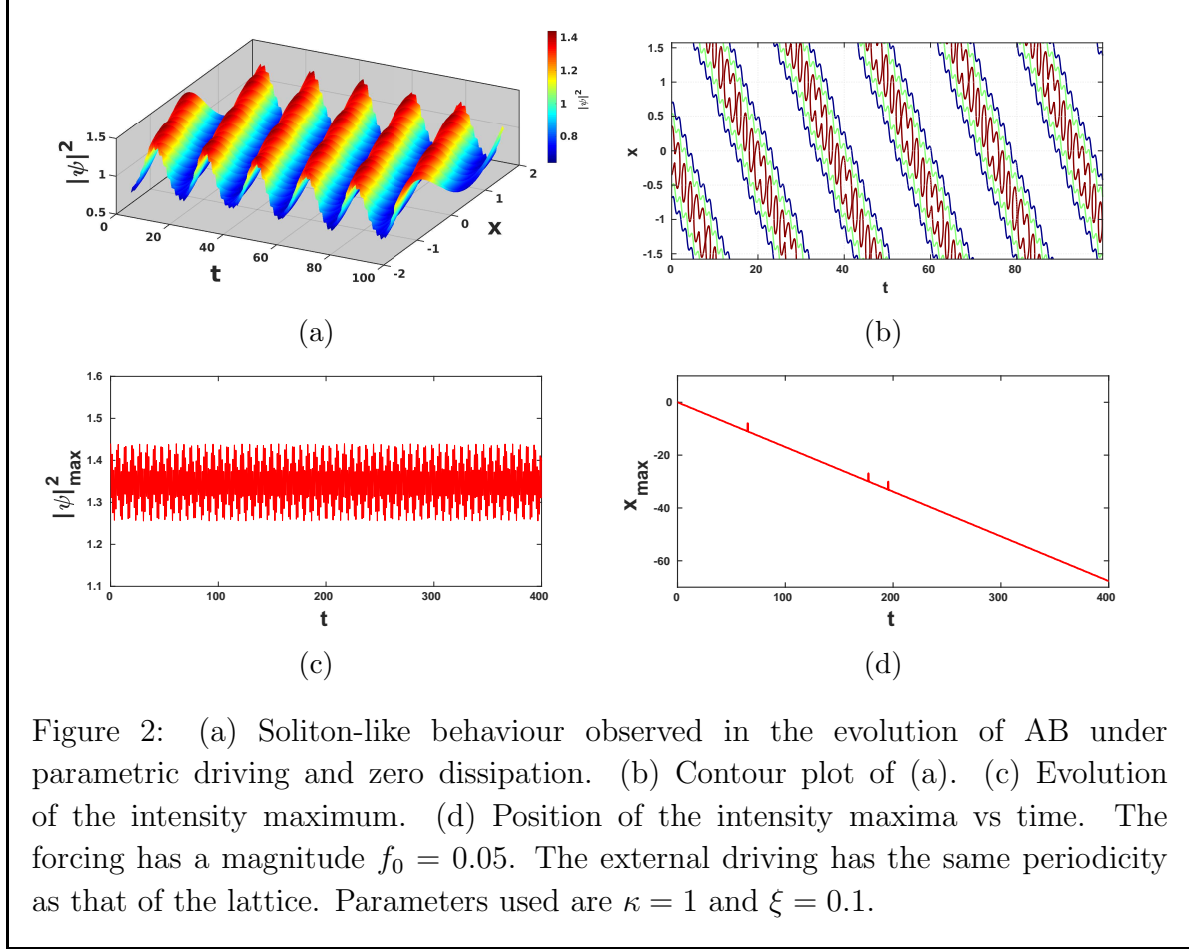 1.4
1.2
1
0.8
|ψ|²
1.5
1
0.5
|ψ|²
0
20
40
60
80
100
t
-2
-1
0
1
2
x
(a)
1.5
1
0.5
0
-0.5
-1
-1.5
x
0
20
40
60
80
t
(b)
1.6
1.5
1.4
1.3
1.2
1.1
|ψ|²max
0
100
200
300
400
t
(c)
0
-20
-40
-60
x max
0
100
200
300
400
t
(d)
Figure 2: (a) Soliton-like behaviour observed in the evolution of AB under
parametric driving and zero dissipation. (b) Contour plot of (a). (c) Evolution
of the intensity maximum. (d) Position of the intensity maxima vs time. The
forcing has a magnitude f₀ = 0.05. The external driving has the same periodicity
as that of the lattice. Parameters used are κ = 1 and ξ = 0.1.